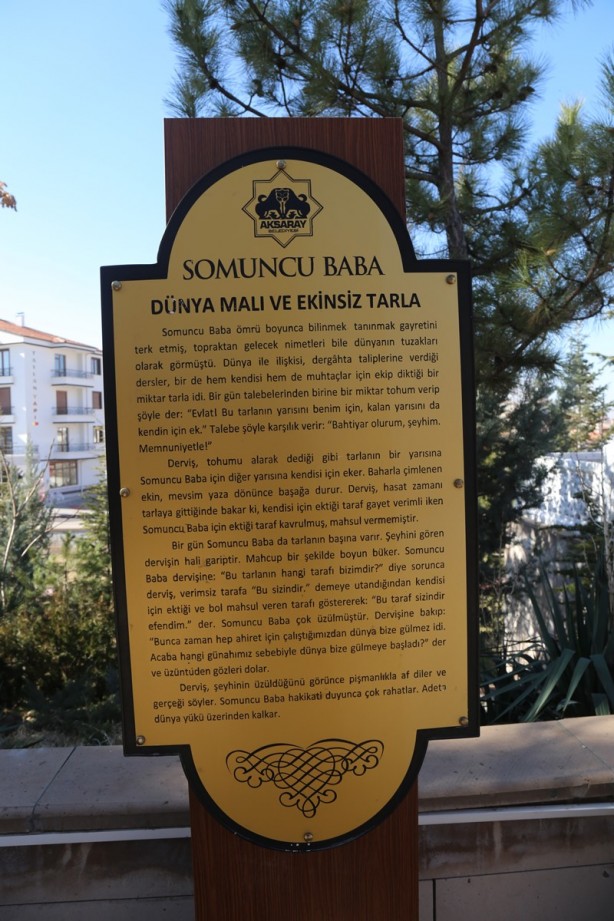 AKSARAY
BELEDİYESİ
SOMUNCU BABA
DÜNYA MALI VE EKİNSİZ TARLA
Somuncu Baba ömrü boyunca bilinmek tanınmak gayretini
terk etmiş, topraktan gelecek nimetleri bile dünyanın tuzakları
olarak görmüştü. Dünya ile ilişkisi, dergâhta taliplerine verdiği
dersler, bir de hem kendisi hem de muhtaçlar için ekip diktiği bir
miktar tarla idi. Bir gün talebelerinden birine bir miktar tohum verip
şöyle der: "Evlat! Bu tarlanın yarısını benim için, kalan yarısını da
kendin için ek." Talebe şöyle karşılık verir: "Bahtiyar olurum, şeyhim.
Memnuniyetle!"
Derviş, tohumu alarak dediği gibi tarlanın bir yarısına
Somuncu Baba için diğer yarısına kendisi için eker. Baharla çimlenen
ekin, mevsim yaza dönünce başağa durur. Derviş, hasat zamanı
tarlaya gittiğinde bakar ki, kendisi için ektiği taraf gayet verimli iken
Somuncu Baba için ektiği taraf kavrulmuş, mahsul vermemiştir.
Bir gün Somuncu Baba da tarlanın başına varır. Şeyhini gören
dervişin hali gariptir. Mahcup bir şekilde boyun büker. Somuncu
Baba dervişine: "Bu tarlanın hangi tarafı bizimdir?" diye sorunca
derviş, verimsiz tarafa "Bu sizindir." demeye utandığından kendisi
için ektiği ve bol mahsul veren tarafı göstererek: "Bu taraf sizindir
efendim." der. Somuncu Baba çok üzülmüştür. Dervişine bakıp:
"Bunca zaman hep ahiret için çalıştığımızdan dünya bize gülmez idi.
Acaba hangi günahımız sebebiyle dünya bize gülmeye başladı?" der
ve üzüntüden gözleri dolar.
Derviş, şeyhinin üzüldüğünü görünce pişmanlıkla af diler ve
gerçeği söyler. Somuncu Baba hakikati duyunca çok rahatlar. Adeta
dünya yükü üzerinden kalkar.